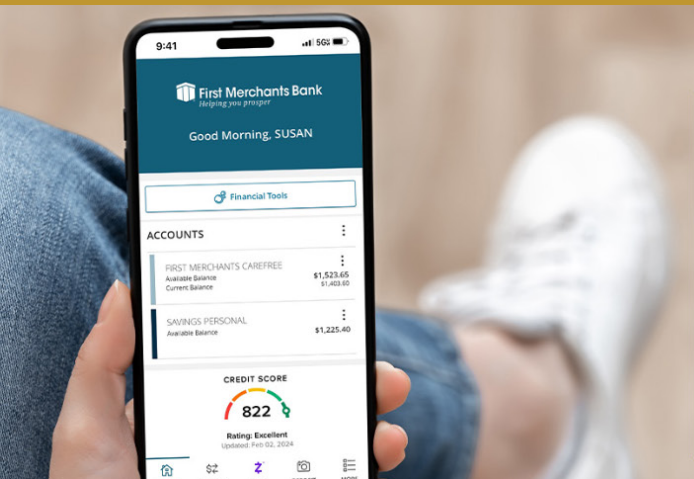 9:41
5G
First Merchants Bank
Helping you prosper
Good Morning, SUSAN
Financial Tools
ACCOUNTS
FIRST MERCHANTS CAREFREE
Available Balance
$1,523.65
Current Balance
$1,403.60
SAVINGS PERSONAL
Available Balance
$1,225.40
CREDIT SCORE
822
Rating: Excellent
Updated: Feb 02, 2024